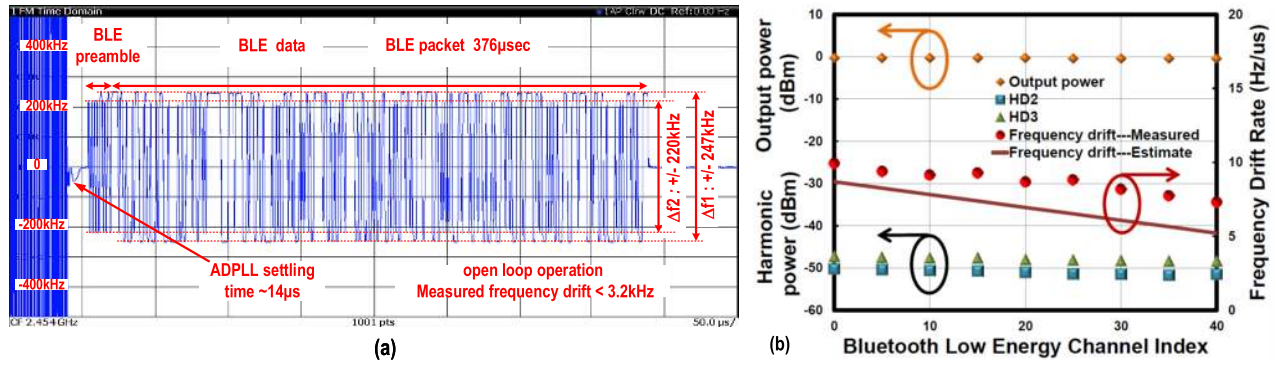 1 FM Time Domain
1AP Clrw DC Ref:0.00 Hz
400kHz
200kHz
0
-200kHz
-400kHz
BLE preamble
BLE data
BLE packet 376μsec
Δf2 : +/- 220kHz
Δf1 : +/- 247kHz
ADPLL settling
time ~14μs
open loop operation
Measured frequency drift < 3.2kHz
CF 2.454 GHz
1001 pts
50.0 μs/
(a)
Output power
(dBm)
Harmonic
power (dBm)
10
0
-10
-20
-30
-40
-50
-60
Output power
HD2
HD3
Frequency drift---Measured
Frequency drift---Estimate
20
15
10
5
0
Frequency Drift Rate (Hz/us)
0
10
20
30
40
(b)
Bluetooth Low Energy Channel Index